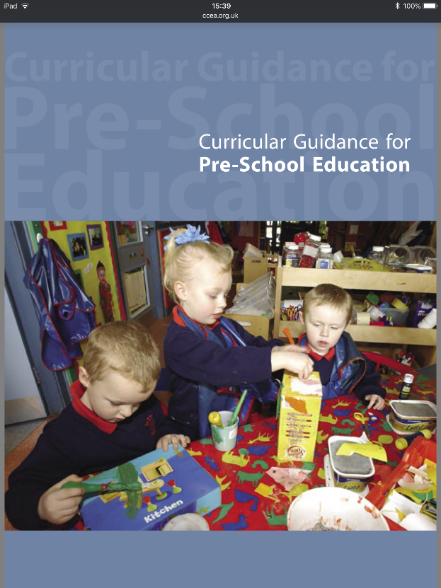 iPad 15:39 100%
ccea.org.uk
Curricular Guidance for
Pre-School
Education
Curricular Guidance for
Pre-School Education
Kitchen